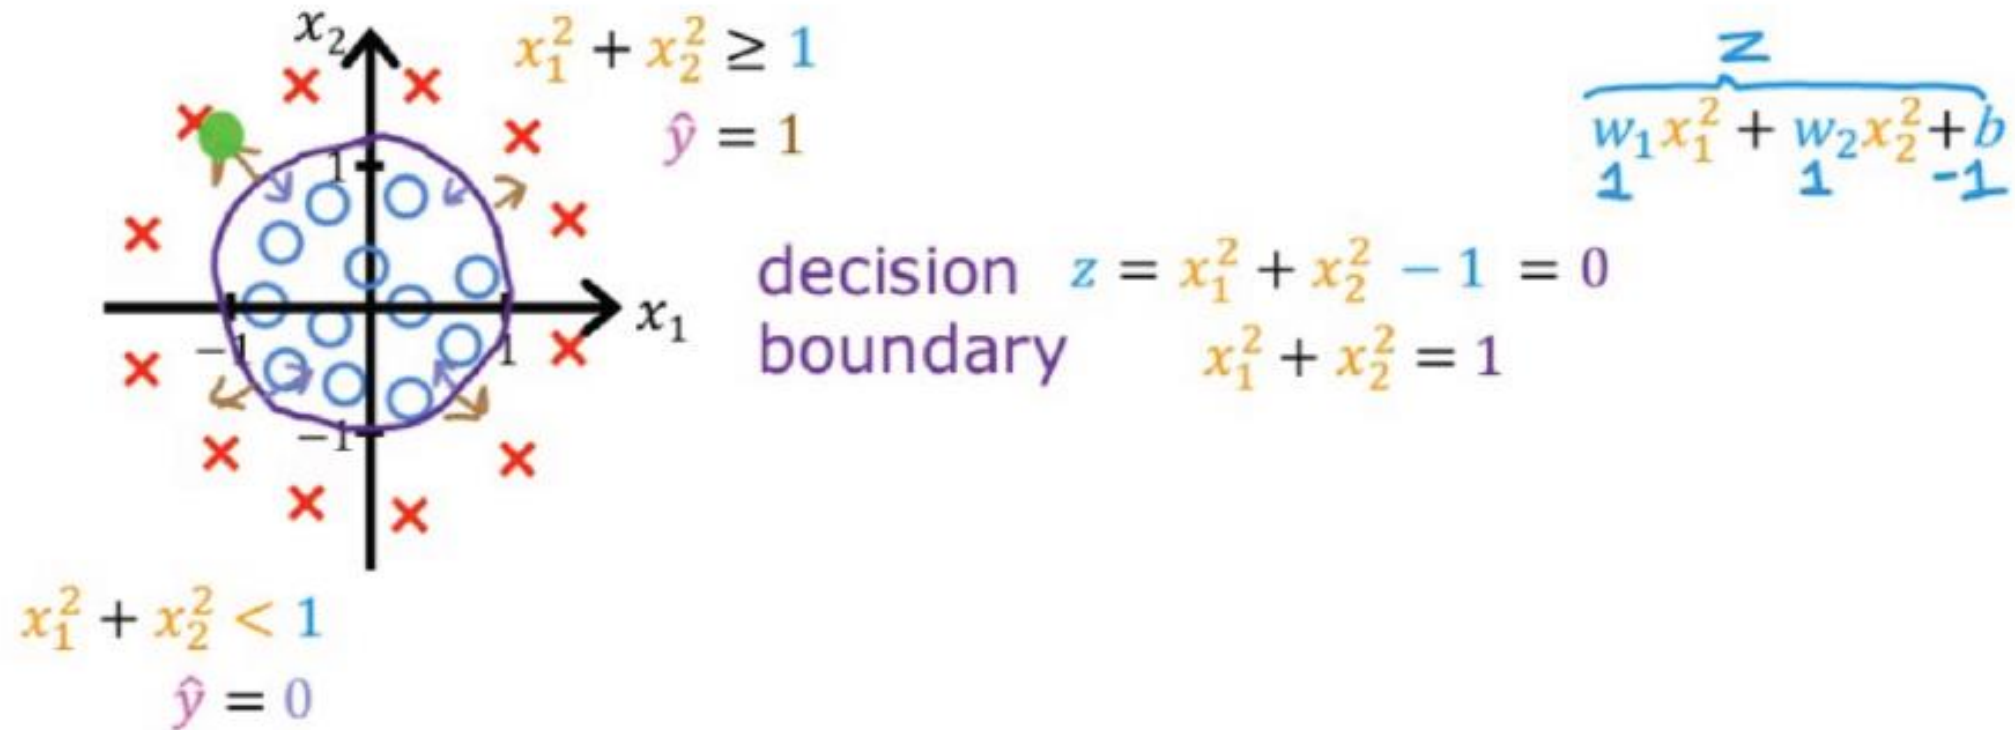 x₂
x₁² + x₂² ≥ 1
ŷ = 1
z
w₁x₁² + w₂x₂² + b
1 1 -1
1
decision boundary
z = x₁² + x₂² − 1 = 0
x₁² + x₂² = 1
x₁
−1
1
−1
x₁² + x₂² < 1
ŷ = 0